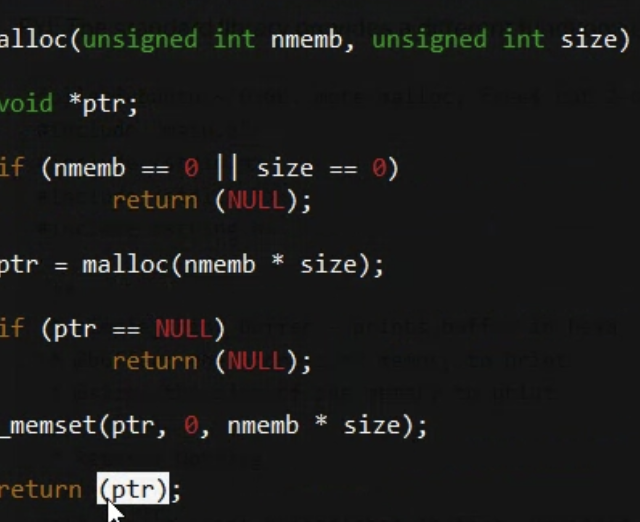 alloc(unsigned int nmemb, unsigned int size)
void *ptr;
if (nmemb == 0 || size == 0)
return (NULL);
ptr = malloc(nmemb * size);
if (ptr == NULL)
return (NULL);
_memset(ptr, 0, nmemb * size);
return (ptr);